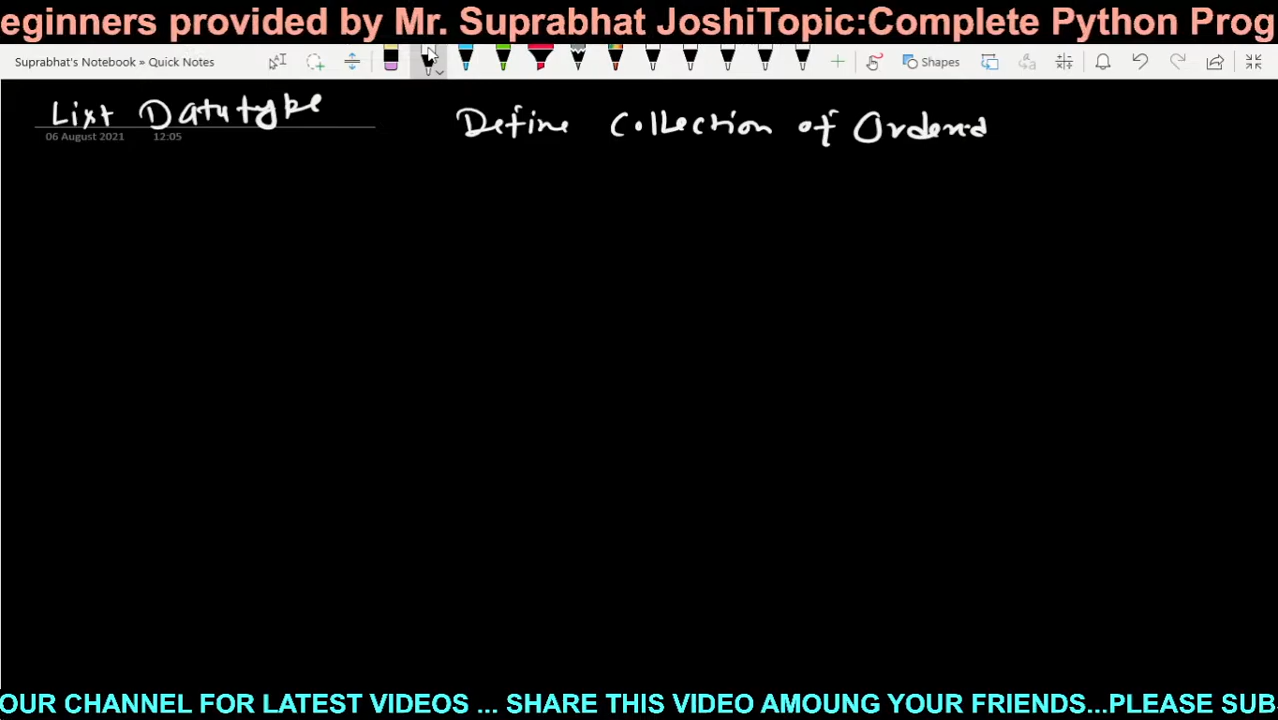 eginners provided by Mr. Suprabhat JoshiTopic:Complete Python Prog
Suprabhat's Notebook » Quick Notes
Shapes
List Datatype
Define Collection of Ordered
06 August 2021 12:05
OUR CHANNEL FOR LATEST VIDEOS ... SHARE THIS VIDEO AMOUNG YOUR FRIENDS...PLEASE SUB